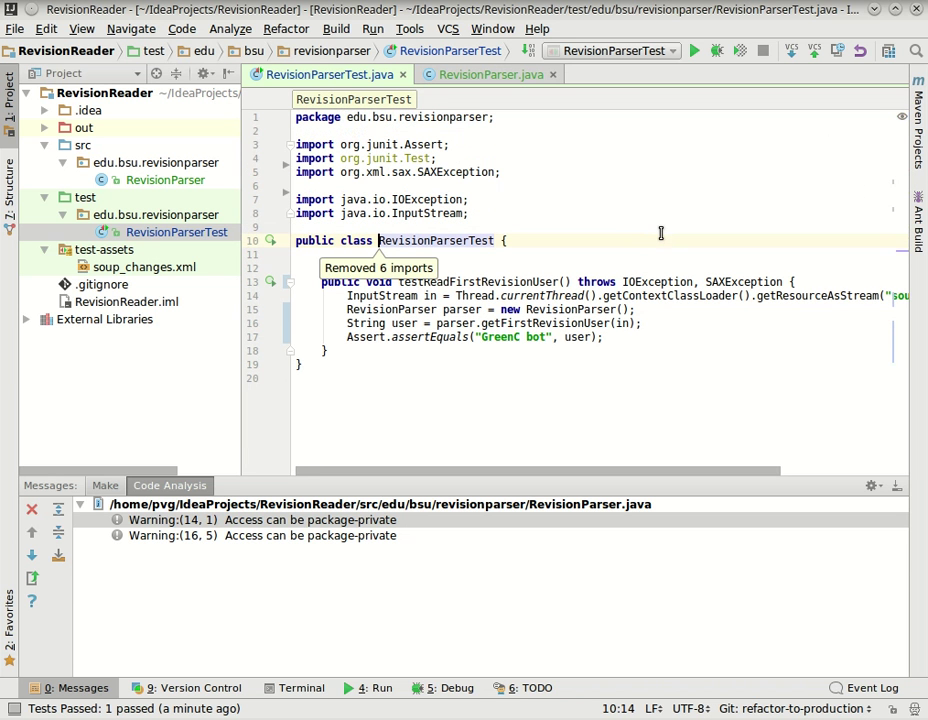 RevisionReader - [~/IdeaProjects/RevisionReader] - [RevisionReader] - ~/IdeaProjects/RevisionReader/test/edu/bsu/revisionparser/RevisionParserTest.java - I...
File Edit View Navigate Code Analyze Refactor Build Run Tools VCS Window Help
RevisionReader test edu bsu revisionparser RevisionParserTest RevisionParserTest VCS VCS
1: Project
7: Structure
2: Favorites
Project
RevisionReader ~/IdeaProjects/
.idea
out
src
edu.bsu.revisionparser
RevisionParser
test
edu.bsu.revisionparser
RevisionParserTest
test-assets
soup_changes.xml
.gitignore
RevisionReader.iml
External Libraries
RevisionParserTest.java RevisionParser.java
RevisionParserTest
1 package edu.bsu.revisionparser;
2
3 import org.junit.Assert;
4 import org.junit.Test;
5 import org.xml.sax.SAXException;
6
7 import java.io.IOException;
8 import java.io.InputStream;
9
10 public class RevisionParserTest {
11
Removed 6 imports
12
13 public void testReadFirstRevisionUser() throws IOException, SAXException {
14 InputStream in = Thread.currentThread().getContextClassLoader().getResourceAsStream("sou
15 RevisionParser parser = new RevisionParser();
16 String user = parser.getFirstRevisionUser(in);
17 Assert.assertEquals("GreenC bot", user);
18 }
19 }
20
Maven Projects
Ant Build
Messages: Make Code Analysis
/home/pvg/IdeaProjects/RevisionReader/src/edu/bsu/revisionparser/RevisionParser.java
Warning:(14, 1) Access can be package-private
Warning:(16, 5) Access can be package-private
0: Messages 9: Version Control Terminal 4: Run 5: Debug 6: TODO Event Log
Tests Passed: 1 passed (a minute ago) 10:14 LF UTF-8 Git: refactor-to-production